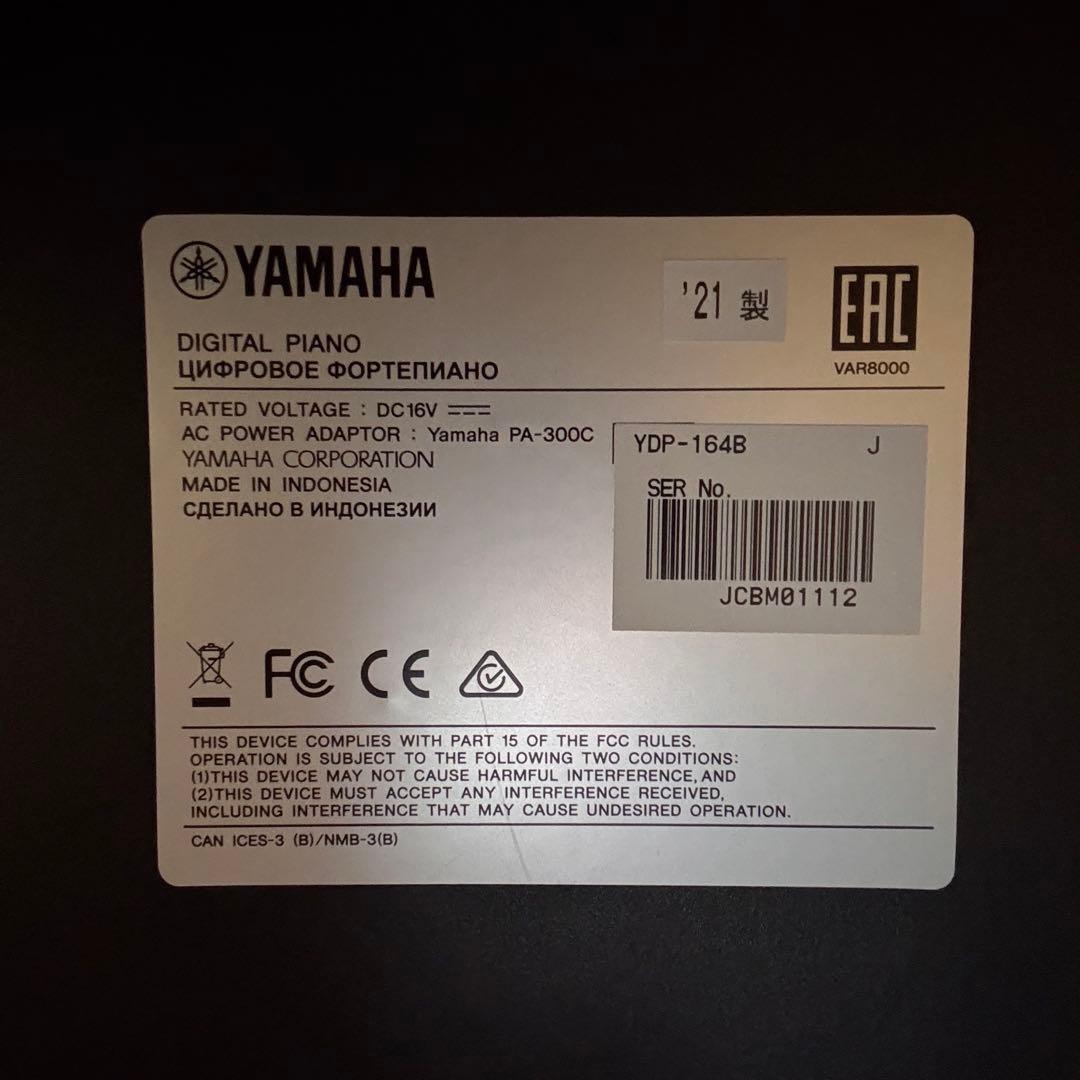 YAMAHA
'21 製
EAC
VAR8000
DIGITAL PIANO
ЦИФРОВОЕ ФОРТЕПИАНО
RATED VOLTAGE : DC16V
AC POWER ADAPTOR : Yamaha PA-300C
YAMAHA CORPORATION
MADE IN INDONESIA
СДЕЛАНО В ИНДОНЕЗИИ
YDP-164B J
SER No.
JCBM01112
FC CE
THIS DEVICE COMPLIES WITH PART 15 OF THE FCC RULES.
OPERATION IS SUBJECT TO THE FOLLOWING TWO CONDITIONS:
(1)THIS DEVICE MAY NOT CAUSE HARMFUL INTERFERENCE, AND
(2)THIS DEVICE MUST ACCEPT ANY INTERFERENCE RECEIVED,
INCLUDING INTERFERENCE THAT MAY CAUSE UNDESIRED OPERATION.
CAN ICES-3 (B)/NMB-3(B)